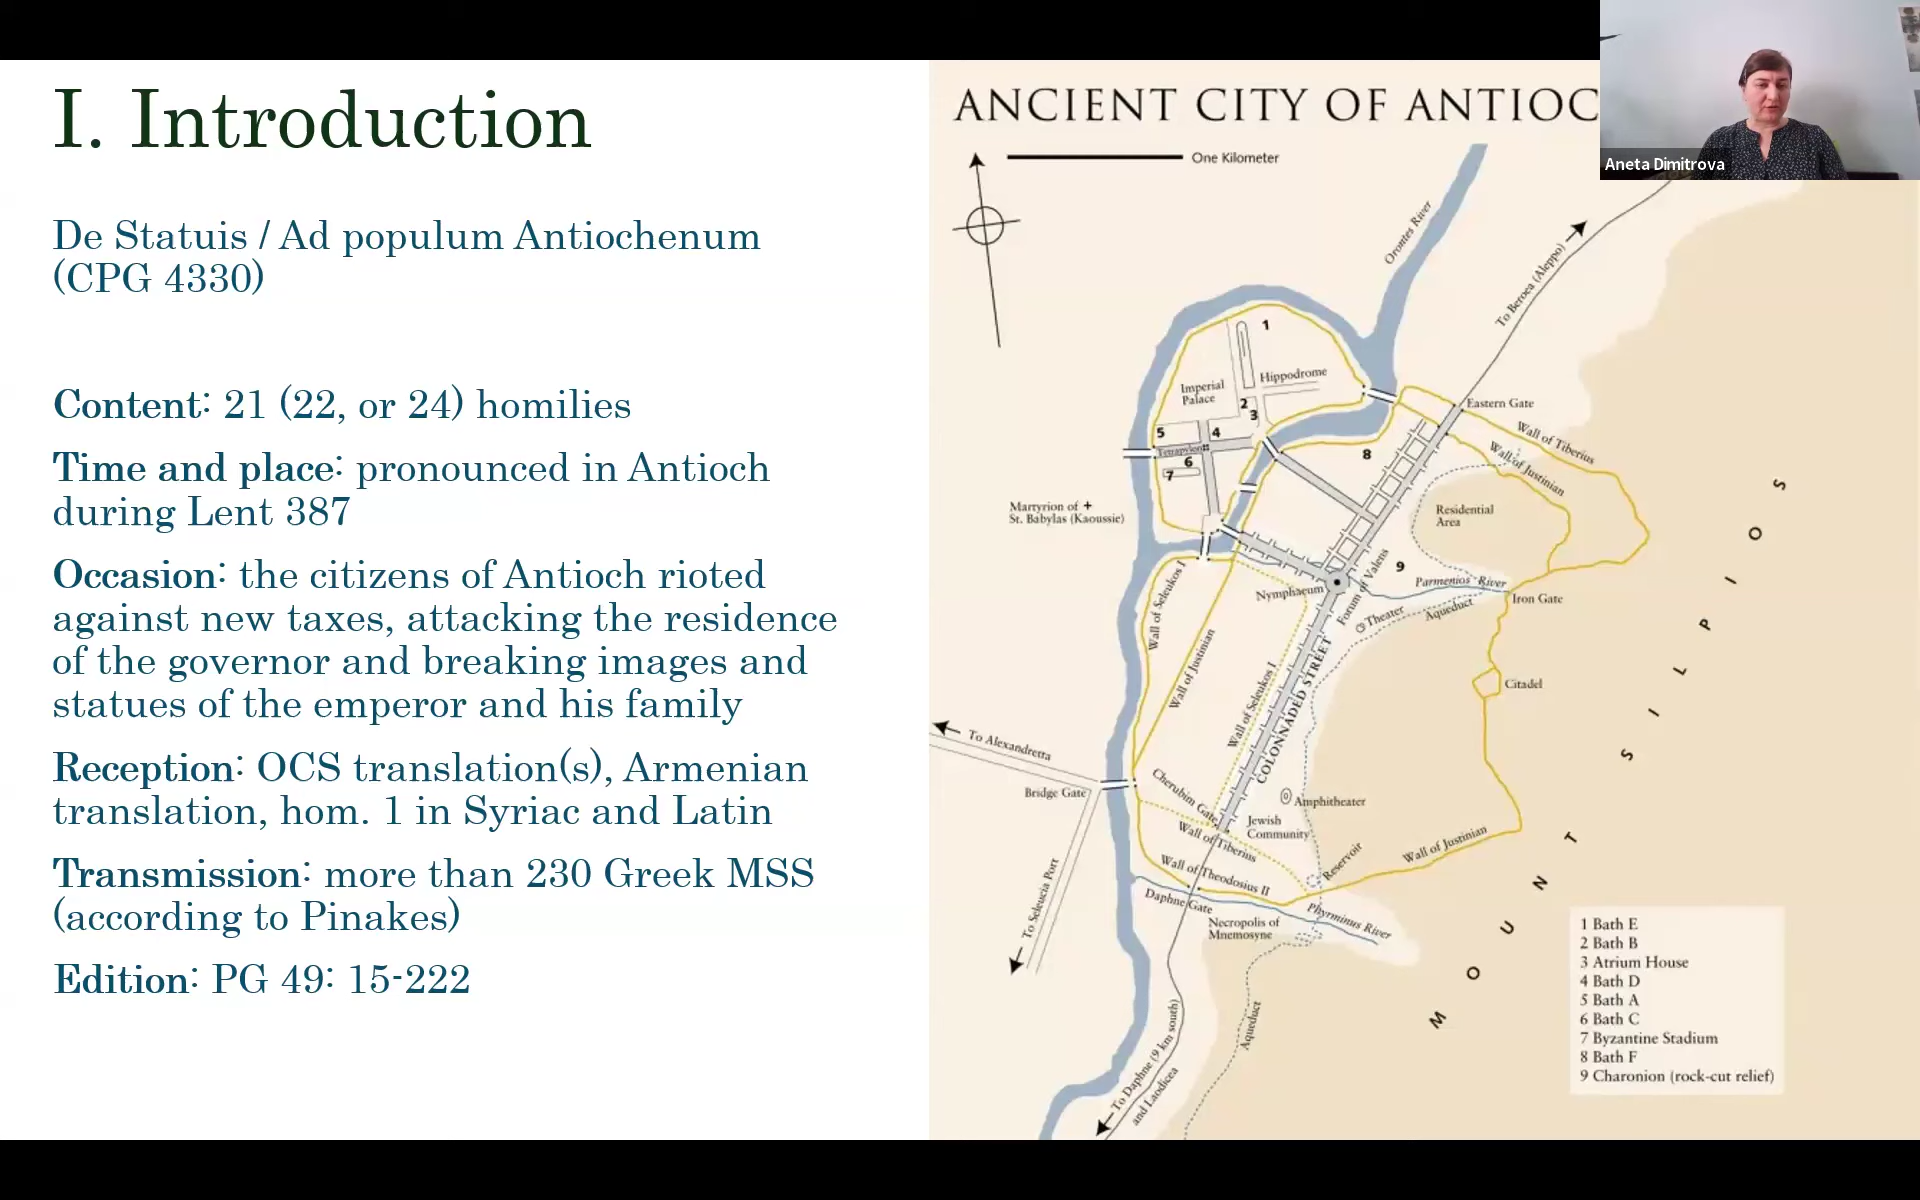 I. Introduction
De Statuis / Ad populum Antiochenum
(CPG 4330)
Content: 21 (22, or 24) homilies
Time and place: pronounced in Antioch
during Lent 387
Occasion: the citizens of Antioch rioted
against new taxes, attacking the residence
of the governor and breaking images and
statues of the emperor and his family
Reception: OCS translation(s), Armenian
translation, hom. 1 in Syriac and Latin
Transmission: more than 230 Greek MSS
(according to Pinakes)
Edition: PG 49: 15-222
ANCIENT CITY OF ANTIOC
One Kilometer
Aneta Dimitrova
Orontes River
To Beroea (Aleppo)
1
Hippodrome
Imperial
Palace
2
3
4
5
Tetrapylon
6
7
8
Eastern Gate
Wall of Tiberius
Wall of Justinian
Martyrion of +
St. Babylas (Kaoussie)
Residential
Area
9
Parmenios River
Iron Gate
Nymphaeum
Forum of Valens
Theater
Aqueduct
Wall of Seleukos I
Wall of Justinian
Wall of Seleukos I
COLONNADED STREET
Citadel
To Alexandretta
Bridge Gate
Cherubim Gate
Amphitheater
Jewish
Community
Wall of Tiberius
Wall of Theodosius II
Reservoir
Wall of Justinian
Daphne Gate
Necropolis of
Mnemosyne
Phyrminus River
To Seleucia Port
Aqueduct
To Daphne (9 km south)
and Laodicea
MOUNT SILPIOS
1 Bath E
2 Bath B
3 Atrium House
4 Bath D
5 Bath A
6 Bath C
7 Byzantine Stadium
8 Bath F
9 Charonion (rock-cut relief)